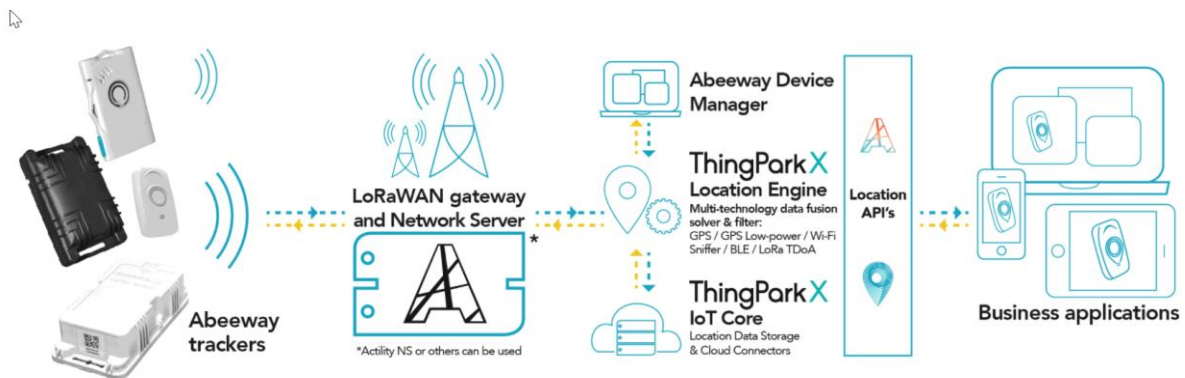 Abeeway
trackers
LoRaWAN gateway
and Network Server
*
*Actility NS or others can be used
Abeeway Device
Manager
ThingPark X
Location Engine
Multi-technology data fusion
solver & filter:
GPS / GPS Low-power / Wi-Fi
Sniffer / BLE / LoRa TDoA
ThingPark X
IoT Core
Location Data Storage
& Cloud Connectors
Location
API's
Business applications